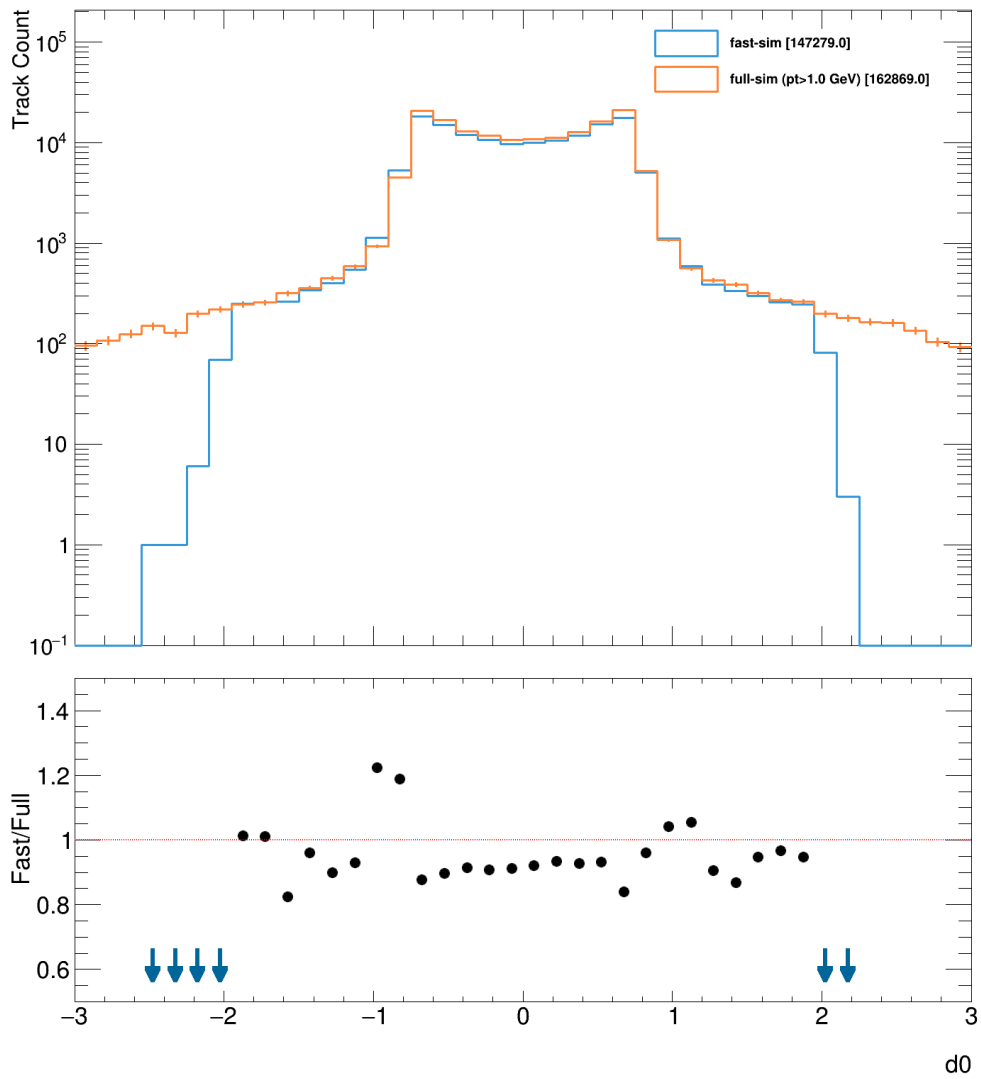 Track Count
10^5
10^4
10^3
10^2
10
1
10^−1
fast-sim [147279.0]
full-sim (pt>1.0 GeV) [162869.0]
Fast/Full
1.4
1.2
1
0.8
0.6
−3 −2 −1 0 1 2 3
d0